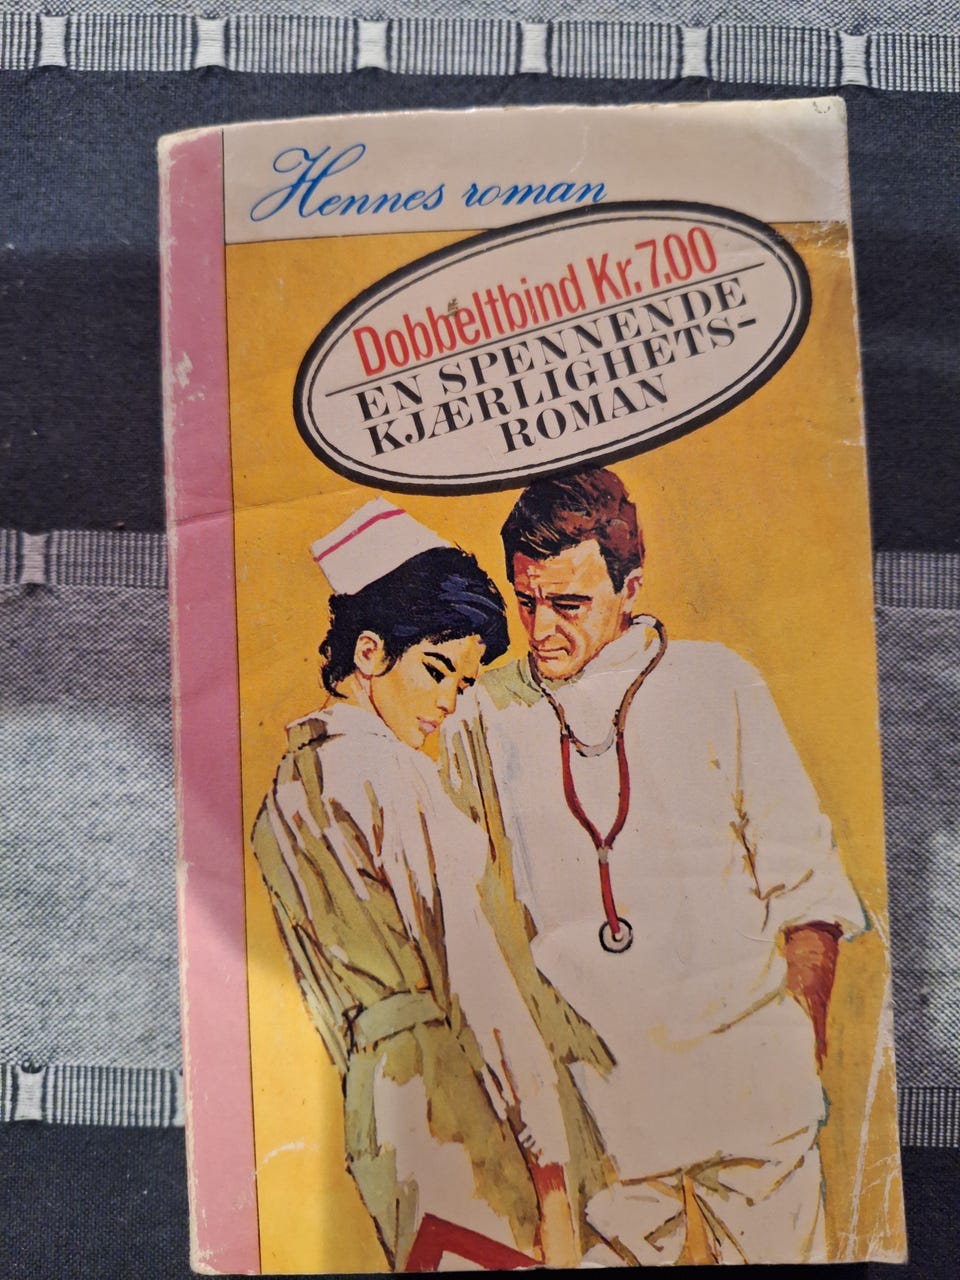 Hennes roman
Dobbeltbind Kr. 7.00
EN SPENNENDE
KJÆRLIGHETS-
ROMAN